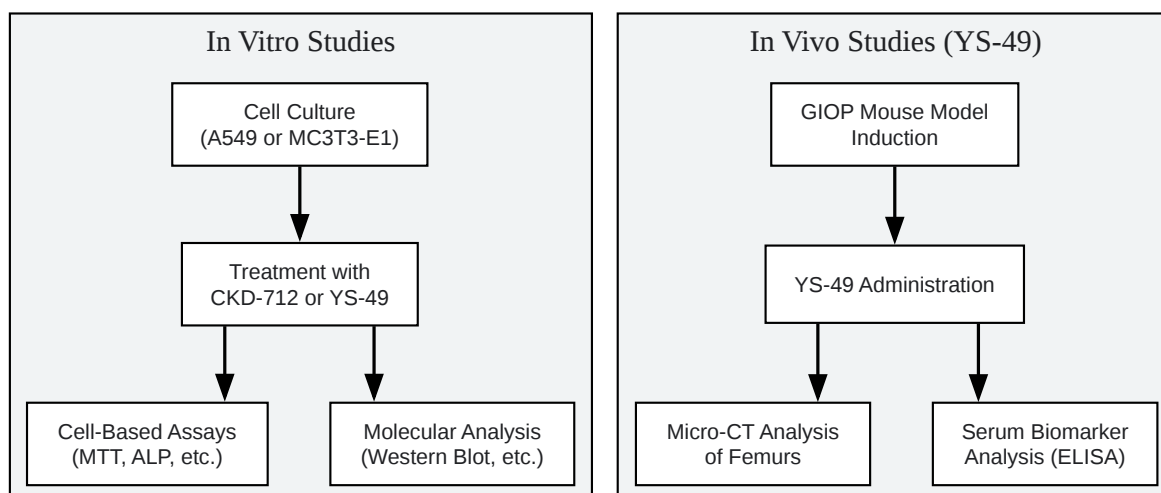 In Vitro Studies
Cell Culture
(A549 or MC3T3-E1)
Treatment with
CKD-712 or YS-49
Cell-Based Assays
(MTT, ALP, etc.)
Molecular Analysis
(Western Blot, etc.)
In Vivo Studies (YS-49)
GIOP Mouse Model
Induction
YS-49 Administration
Micro-CT Analysis
of Femurs
Serum Biomarker
Analysis (ELISA)